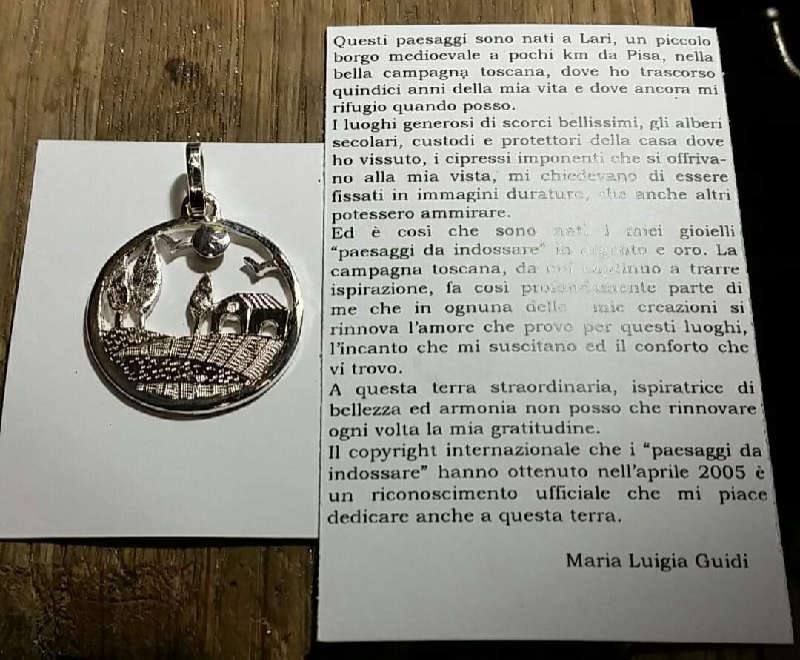 Questi paesaggi sono nati a Lari, un piccolo
borgo medioevale a pochi km da Pisa, nella
bella campagna toscana, dove ho trascorso
quindici anni della mia vita e dove ancora mi
rifugio quando posso.
I luoghi generosi di scorci bellissimi, gli alberi
secolari, custodi e protettori della casa dove
ho vissuto, i cipressi imponenti che si offriva-
no alla mia vista, mi chiedevano di essere
fissati in immagini durature, che anche altri
potessero ammirare.
Ed è così che sono nati i miei gioielli
“paesaggi da indossare” in argento e oro. La
campagna toscana, da cui continuo a trarre
ispirazione, fa così profondamente parte di
me che in ognuna delle mie creazioni si
rinnova l'amore che provo per questi luoghi,
l'incanto che mi suscitano ed il conforto che
vi trovo.
A questa terra straordinaria, ispiratrice di
bellezza ed armonia non posso che rinnovare
ogni volta la mia gratitudine.
Il copyright internazionale che i “paesaggi da
indossare” hanno ottenuto nell'aprile 2005 è
un riconoscimento ufficiale che mi piace
dedicare anche a questa terra.
Maria Luigia Guidi